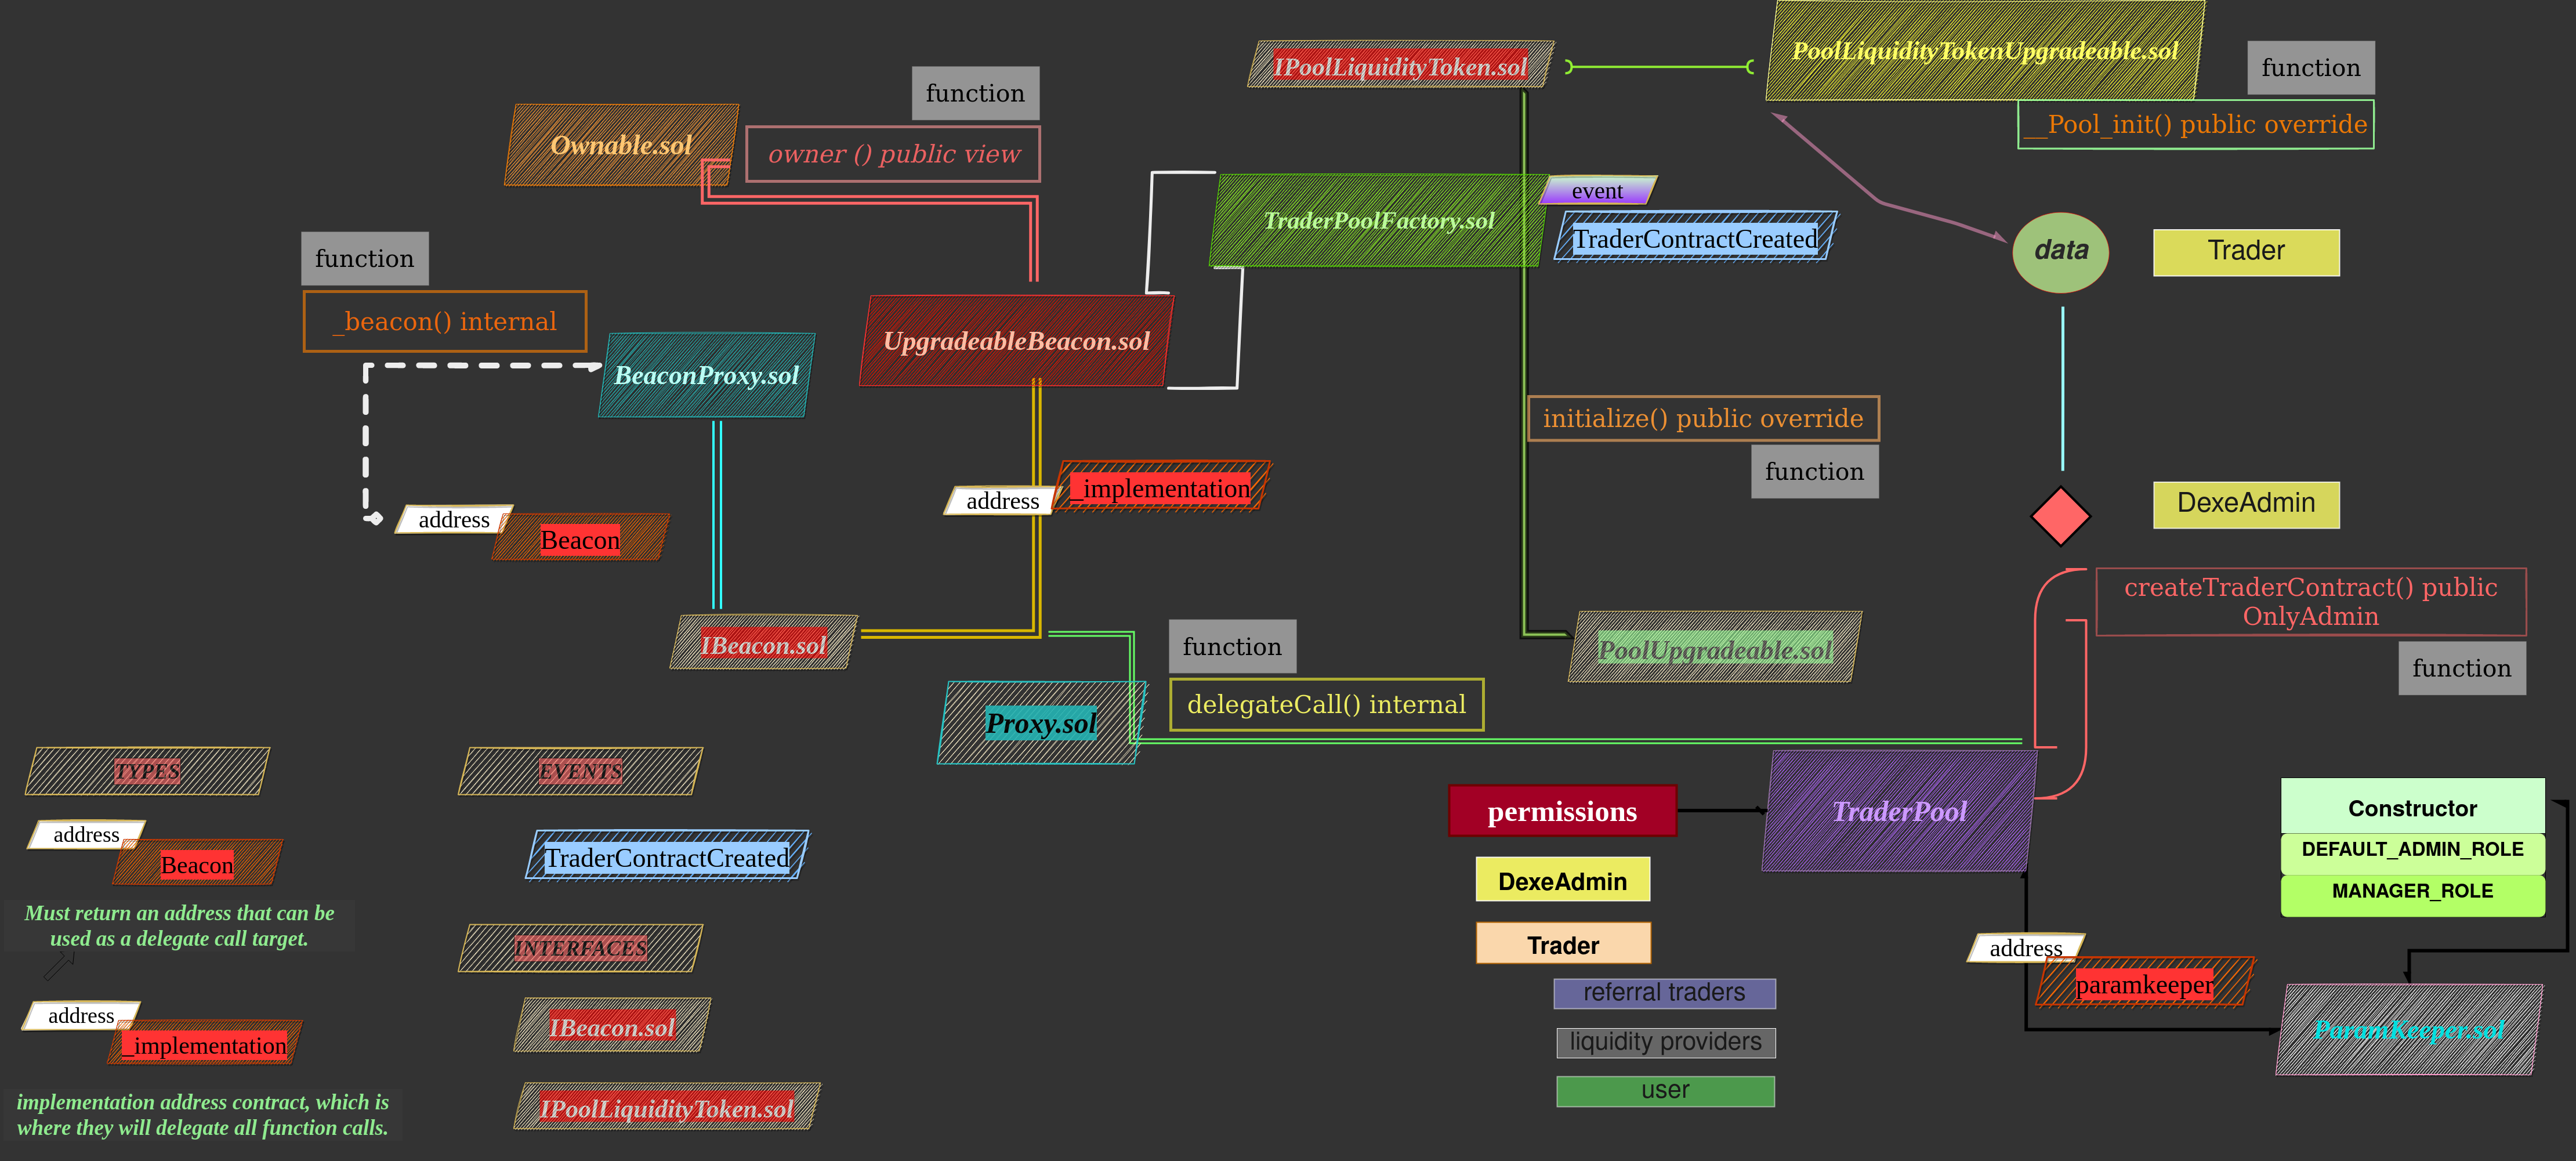 IPoolLiquidityToken.sol
PoolLiquidityTokenUpgradeable.sol
function
__Pool_init() public override
function
Ownable.sol
owner () public view
TraderPoolFactory.sol
event
TraderContractCreated
data
Trader
function
_beacon() internal
BeaconProxy.sol
UpgradeableBeacon.sol
initialize() public override
function
address
_implementation
address
Beacon
DexeAdmin
createTraderContract() public
OnlyAdmin
function
IBeacon.sol
function
delegateCall() internal
PoolUpgradeable.sol
Proxy.sol
TYPES
address
Beacon
Must return an address that can be
used as a delegate call target.
address
_implementation
implementation address contract, which is
where they will delegate all function calls.
EVENTS
TraderContractCreated
INTERFACES
IBeacon.sol
IPoolLiquidityToken.sol
permissions
DexeAdmin
Trader
referral traders
liquidity providers
user
TraderPool
address
paramkeeper
Constructor
DEFAULT_ADMIN_ROLE
MANAGER_ROLE
ParamKeeper.sol